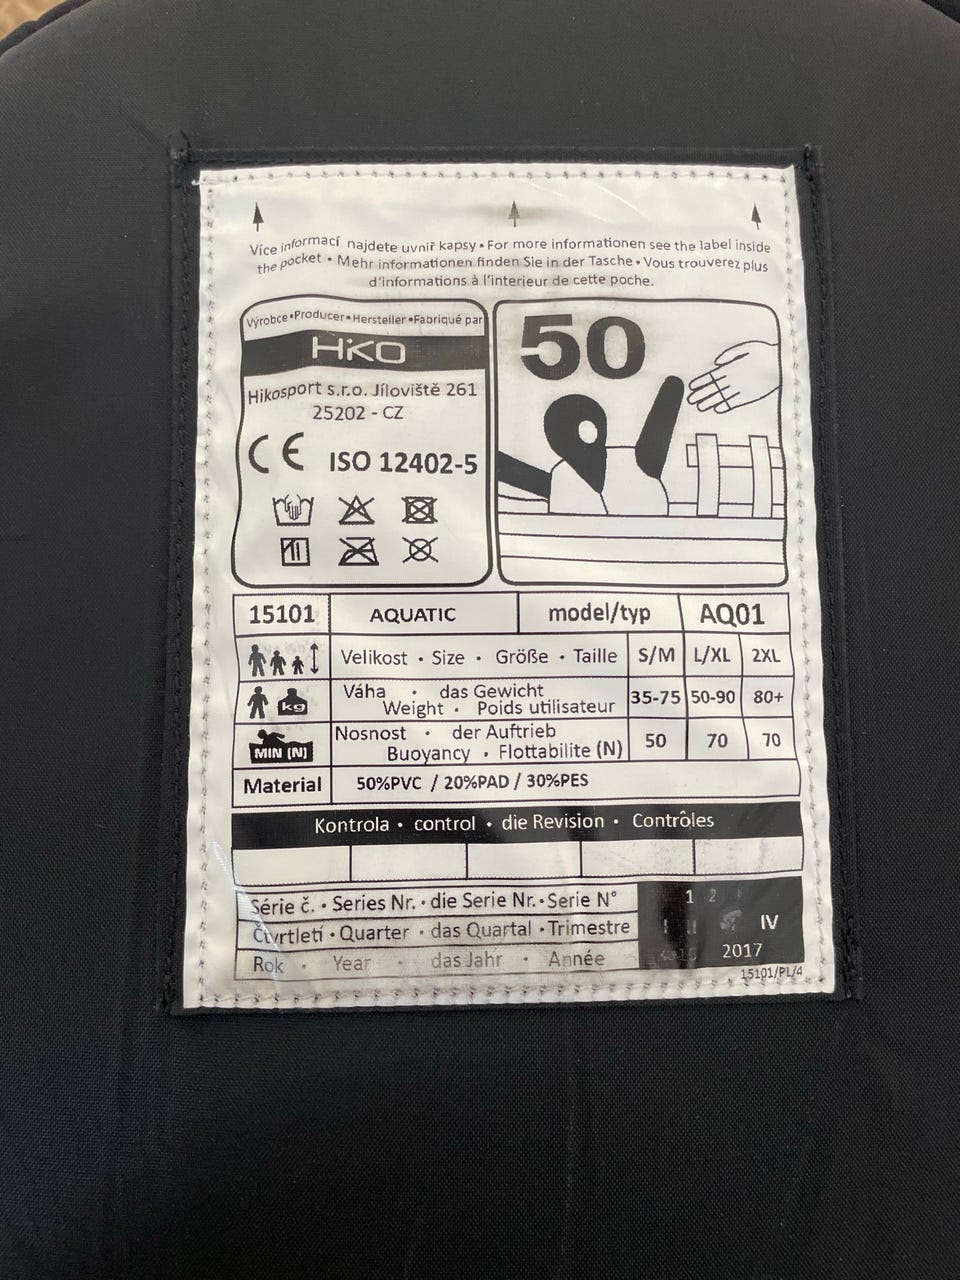 Více informací najdete uvniř kapsy • For more informationen see the label inside
the pocket • Mehr informationen finden Sie in der Tasche • Vous trouverez plus
d'informations à l'interieur de cette poche.
Výrobce •Producer•Hersteller •Fabriqué par
HiKO
Hikosport s.r.o. Jíloviště 261
25202 - CZ
CE ISO 12402-5
50
15101 AQUATIC model/typ AQ01
Velikost • Size • Größe • Taille S/M L/XL 2XL
kg
Váha • das Gewicht
Weight • Poids utilisateur
35-75 50-90 80+
MIN (N)
Nosnost • der Auftrieb
Buoyancy • Flottabilite (N)
50 70 70
Material 50%PVC / 20%PAD / 30%PES
Kontrola • control • die Revision • Contrôles
Série č. • Series Nr. • die Serie Nr. • Serie N° 1 2
Čtvrtletí • Quarter • das Quartal • Trimestre IV
Rok • Year • das Jahr • Année 2017
15101/PL/4